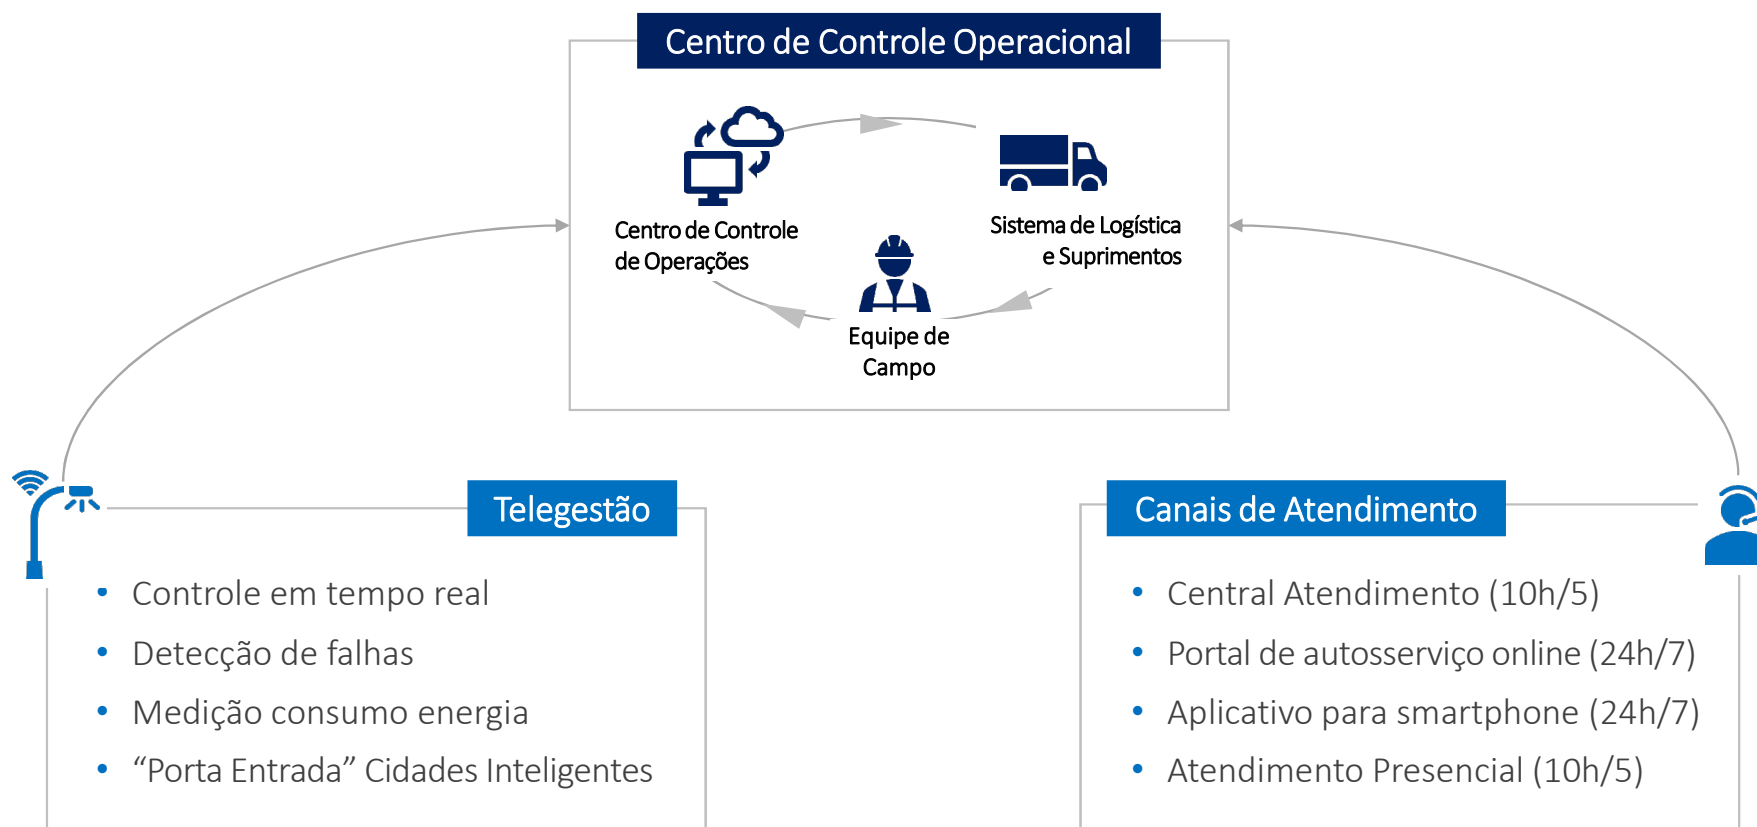 Centro de Controle Operacional
Centro de Controle
de Operações
Sistema de Logística
e Suprimentos
Equipe de
Campo
Telegestão
• Controle em tempo real
• Detecção de falhas
• Medição consumo energia
• “Porta Entrada” Cidades Inteligentes
Canais de Atendimento
• Central Atendimento (10h/5)
• Portal de autosserviço online (24h/7)
• Aplicativo para smartphone (24h/7)
• Atendimento Presencial (10h/5)